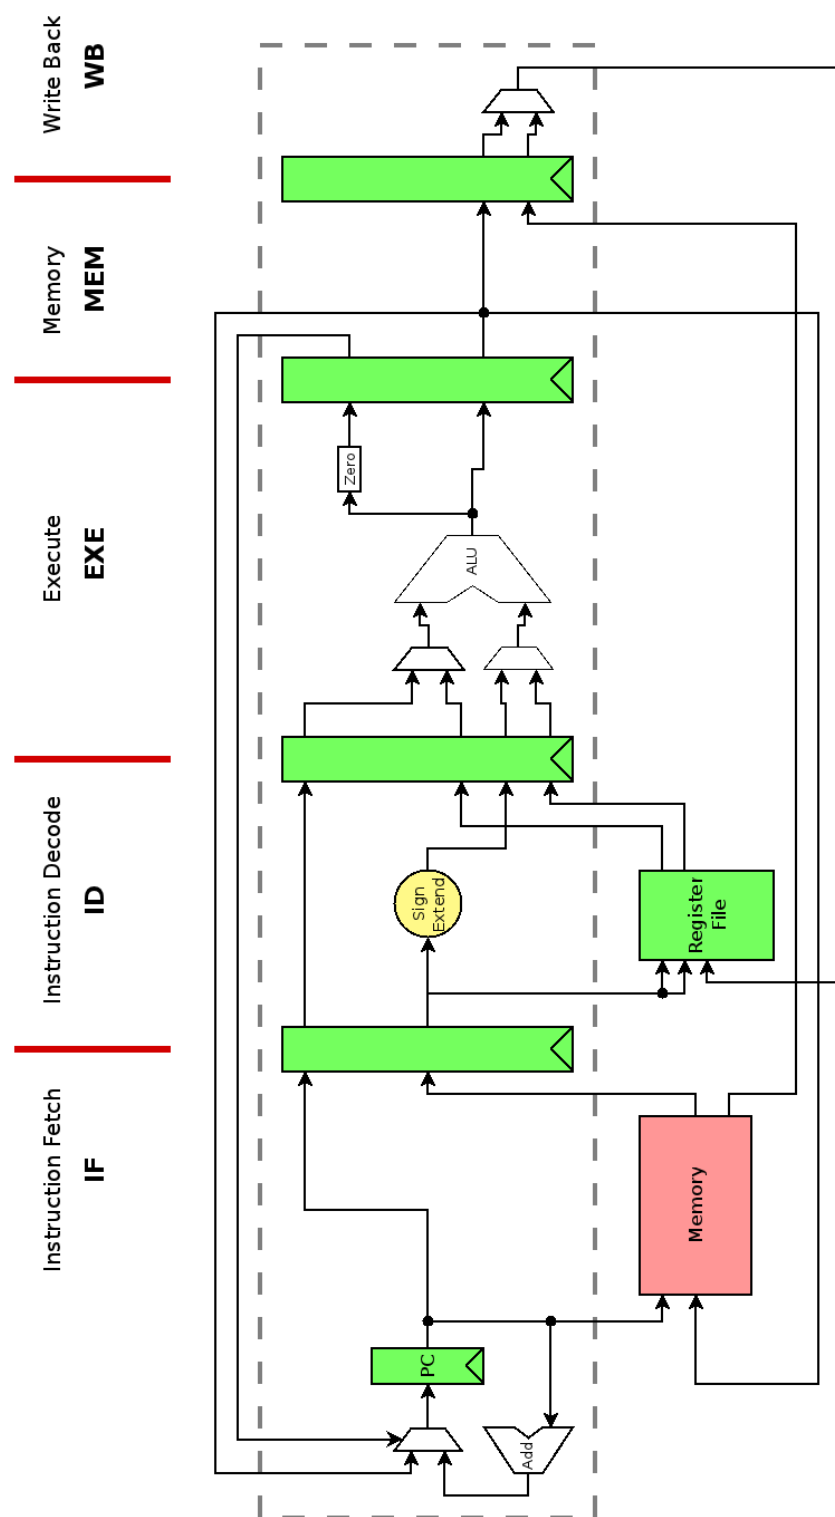 Instruction Fetch
IF
Instruction Decode
ID
Execute
EXE
Memory
MEM
Write Back
WB
Add
PC
Memory
Register
File
Sign
Extend
ALU
Zero